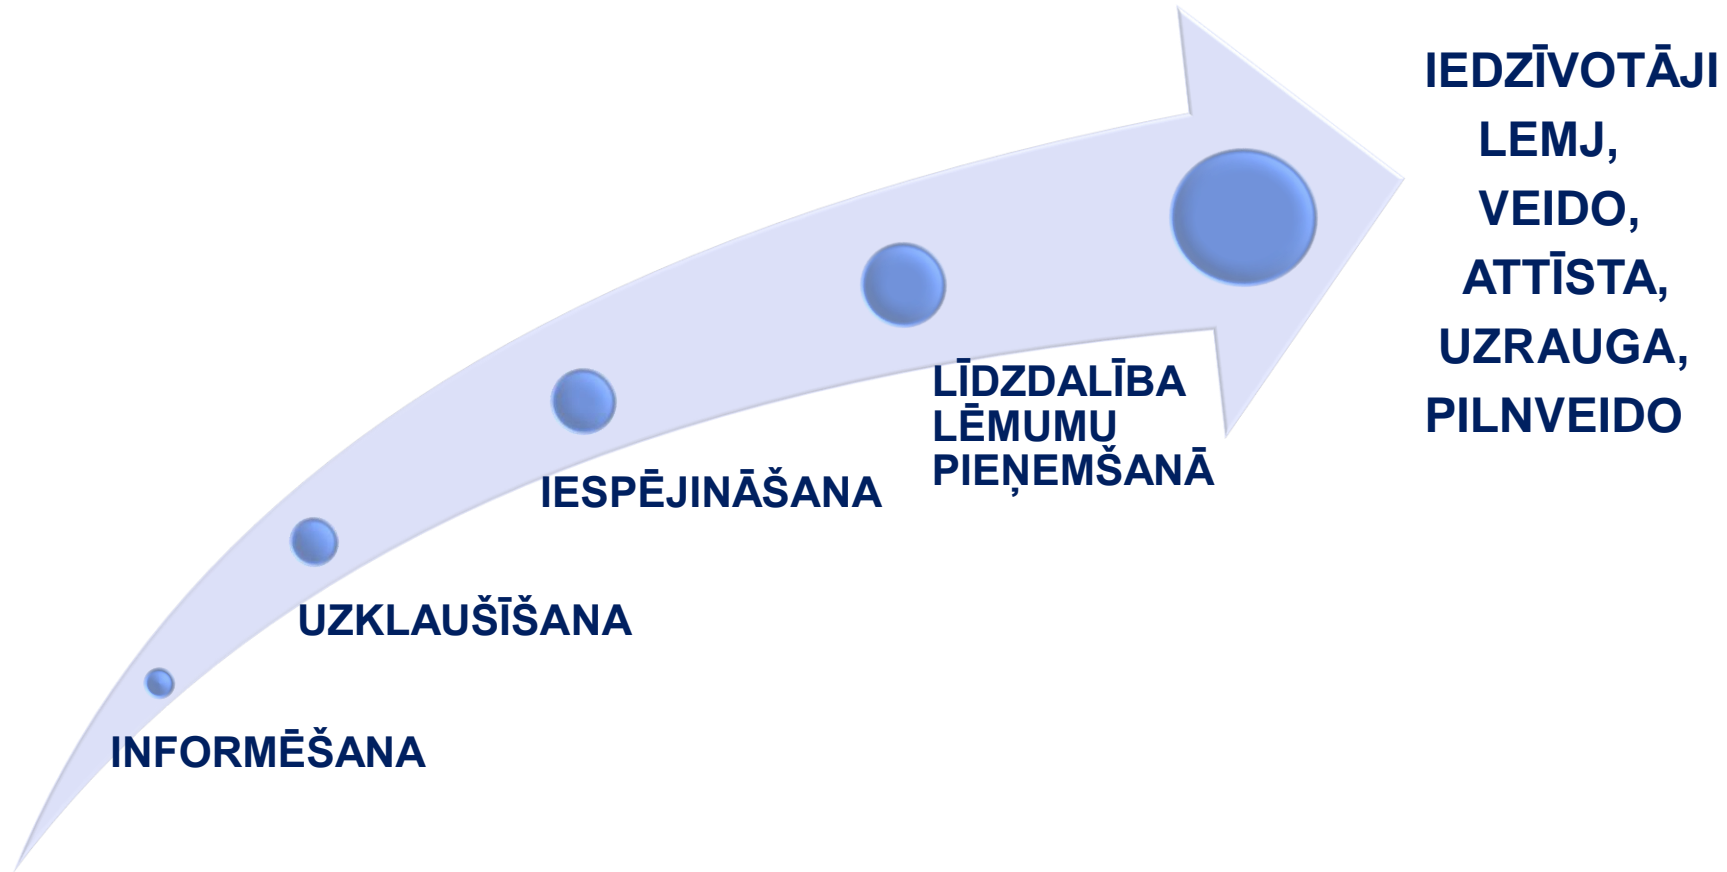 IEDZĪVOTĀJI
LEMJ,
VEIDO,
ATTĪSTA,
UZRAUGA,
PILNVEIDO
LĪDZDALĪBA
LĒMUMU
PIEŅEMŠANĀ
IESPĒJINĀŠANA
UZKLAUŠĪŠANA
INFORMĒŠANA